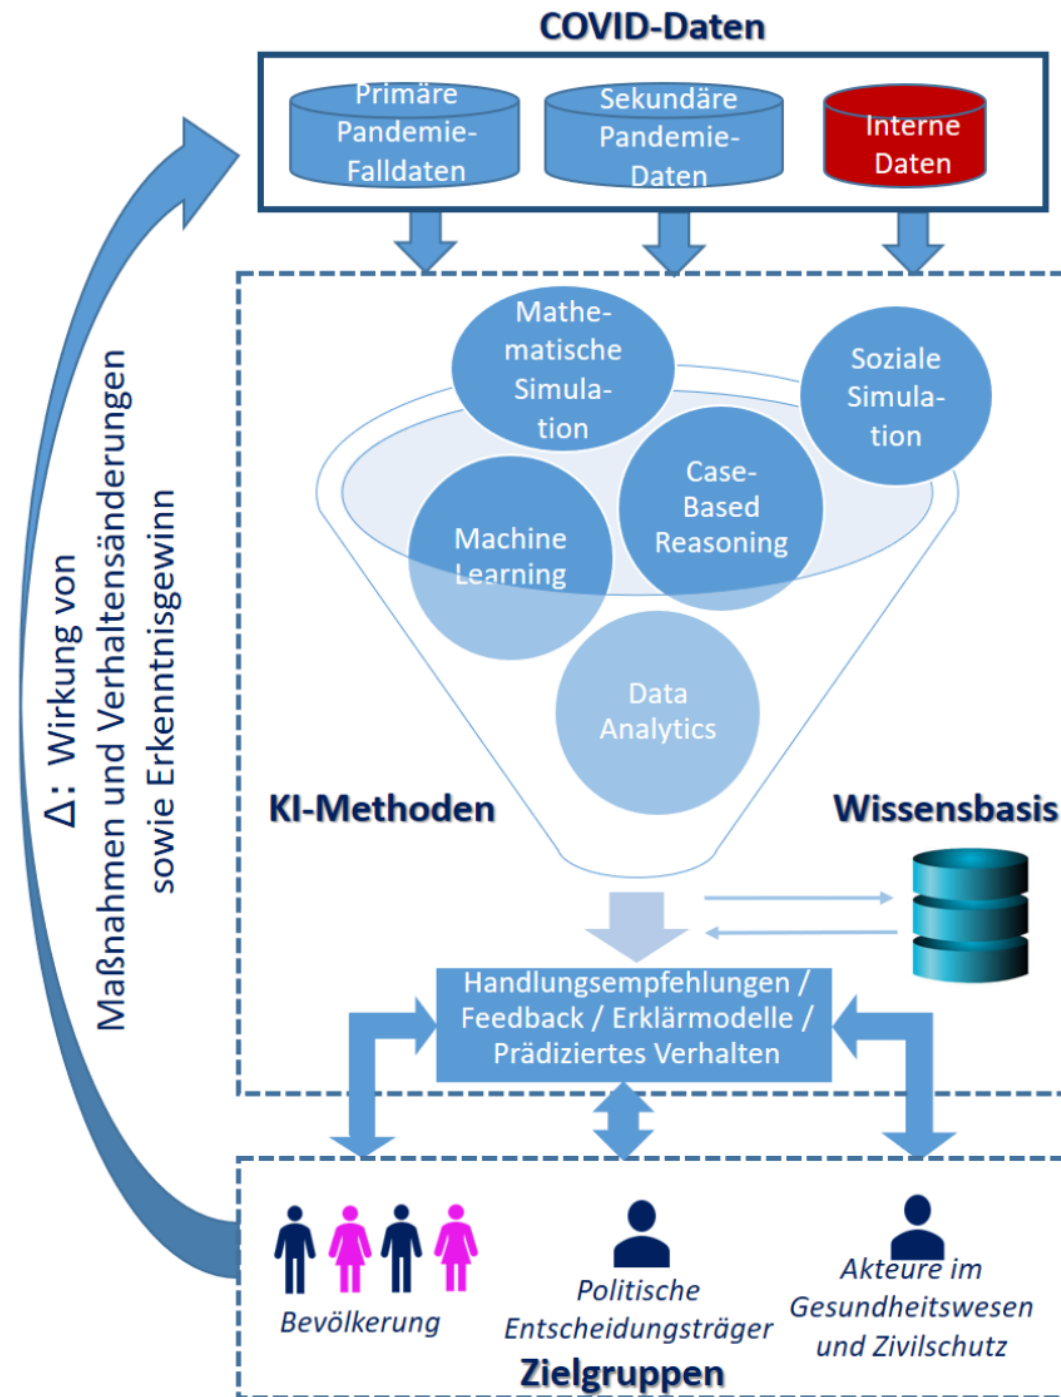 COVID-Daten
Primäre
Pandemie-
Falldaten
Sekundäre
Pandemie-
Daten
Interne
Daten
Mathe-
matische
Simula-
tion
Soziale
Simula-
tion
Case-
Based
Reasoning
Machine
Learning
Data
Analytics
KI-Methoden
Wissensbasis
Handlungsempfehlungen /
Feedback / Erklärmodelle /
Prädiziertes Verhalten
Δ: Wirkung von
Maßnahmen und Verhaltensänderungen
sowie Erkenntnisgewinn
Bevölkerung
Politische
Entscheidungsträger
Akteure im
Gesundheitswesen
und Zivilschutz
Zielgruppen